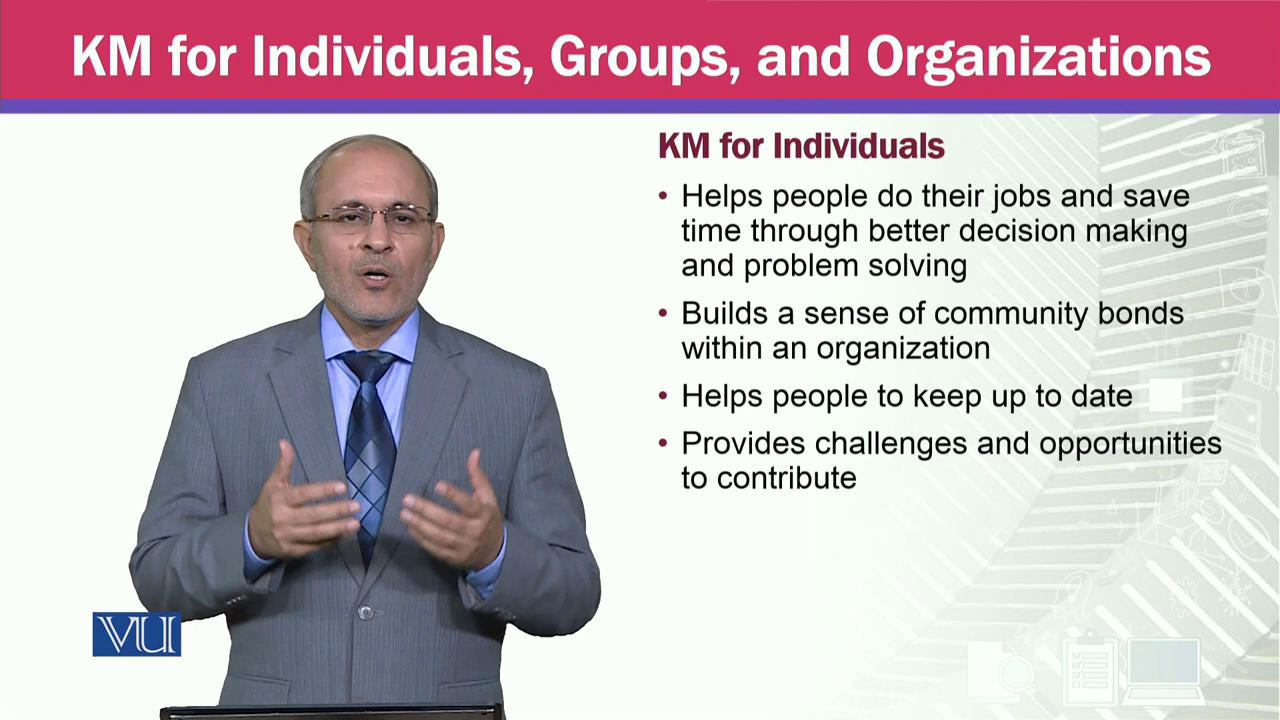 KM for Individuals, Groups, and Organizations
KM for Individuals
• Helps people do their jobs and save
time through better decision making
and problem solving
• Builds a sense of community bonds
within an organization
• Helps people to keep up to date
• Provides challenges and opportunities
to contribute
VU